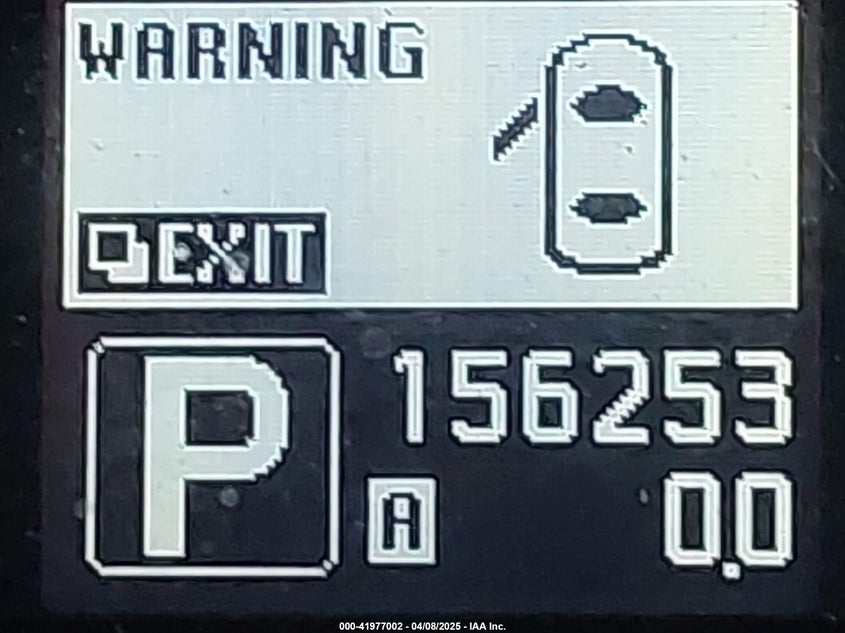 WARNING
EXIT
P 156253
A 0.0
000-41977002 - 04/08/2025 - IAA Inc.